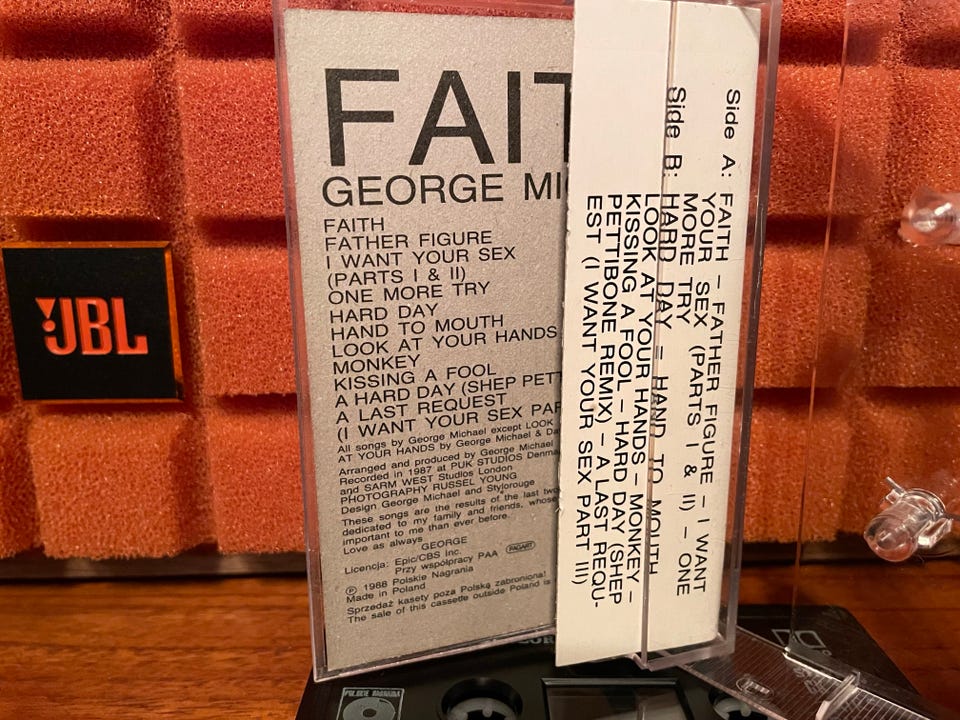 JBL
FAIT
GEORGE MI
FAITH
FATHER FIGURE
I WANT YOUR SEX
(PARTS I & II)
ONE MORE TRY
HARD DAY
HAND TO MOUTH
LOOK AT YOUR HANDS
MONKEY
KISSING A FOOL
A HARD DAY (SHEP PETT
A LAST REQUEST
(I WANT YOUR SEX PAR
All songs by George Michael except LOOK
AT YOUR HANDS by George Michael & Da
Arranged and produced by George Michael
Recorded in 1987 at PUK STUDIOS Denma
and SARM WEST Studios London
PHOTOGRAPHY RUSSEL YOUNG
Design George Michael and Stylorouge
These songs are the results of the last two
dedicated to my family and friends, whose
important to me than ever before.
Love as always
GEORGE
Licencja: Epic/CBS Inc.
Przy współpracy PAA PAGART
℗ 1988 Polskie Nagrania
Made in Poland
Sprzedaż kasety poza Polską zabroniona!
The sale of this cassette outside Poland is
Side A: FAITH – FATHER FIGURE – I WANT
YOUR SEX (PARTS I & II) – ONE
MORE TRY
Side B: HARD DAY = HAND TO MOUTH
LOOK AT YOUR HANDS – MONKEY –
KISSING A FOOL – HARD DAY (SHEP
PETTIBONE REMIX) – A LAST REQU-
EST (I WANT YOUR SEX PART III)
POLSKIE NAGRANIA